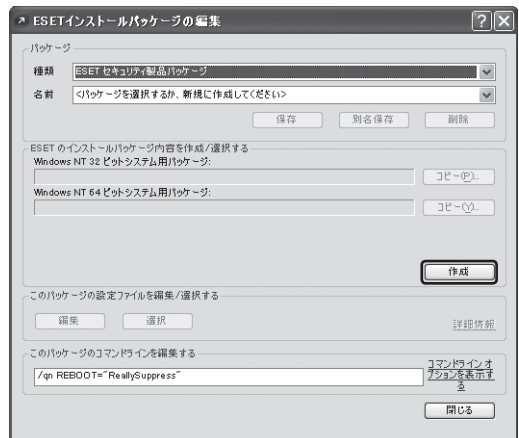 ESETインストールパッケージの編集
パッケージ
種類 ESET セキュリティ製品パッケージ
名前 <パッケージを選択するか、新規に作成してください>
保存 別名保存 削除
ESET のインストールパッケージ内容を作成/選択する
Windows NT 32 ビットシステム用パッケージ:
コピー(P)...
Windows NT 64 ビットシステム用パッケージ:
コピー(Y)...
作成
このパッケージの設定ファイルを編集/選択する
編集 選択 詳細情報
このパッケージのコマンドラインを編集する
/qn REBOOT="ReallySuppress"
コマンドライン オ
プションを表示す
る
閉じる